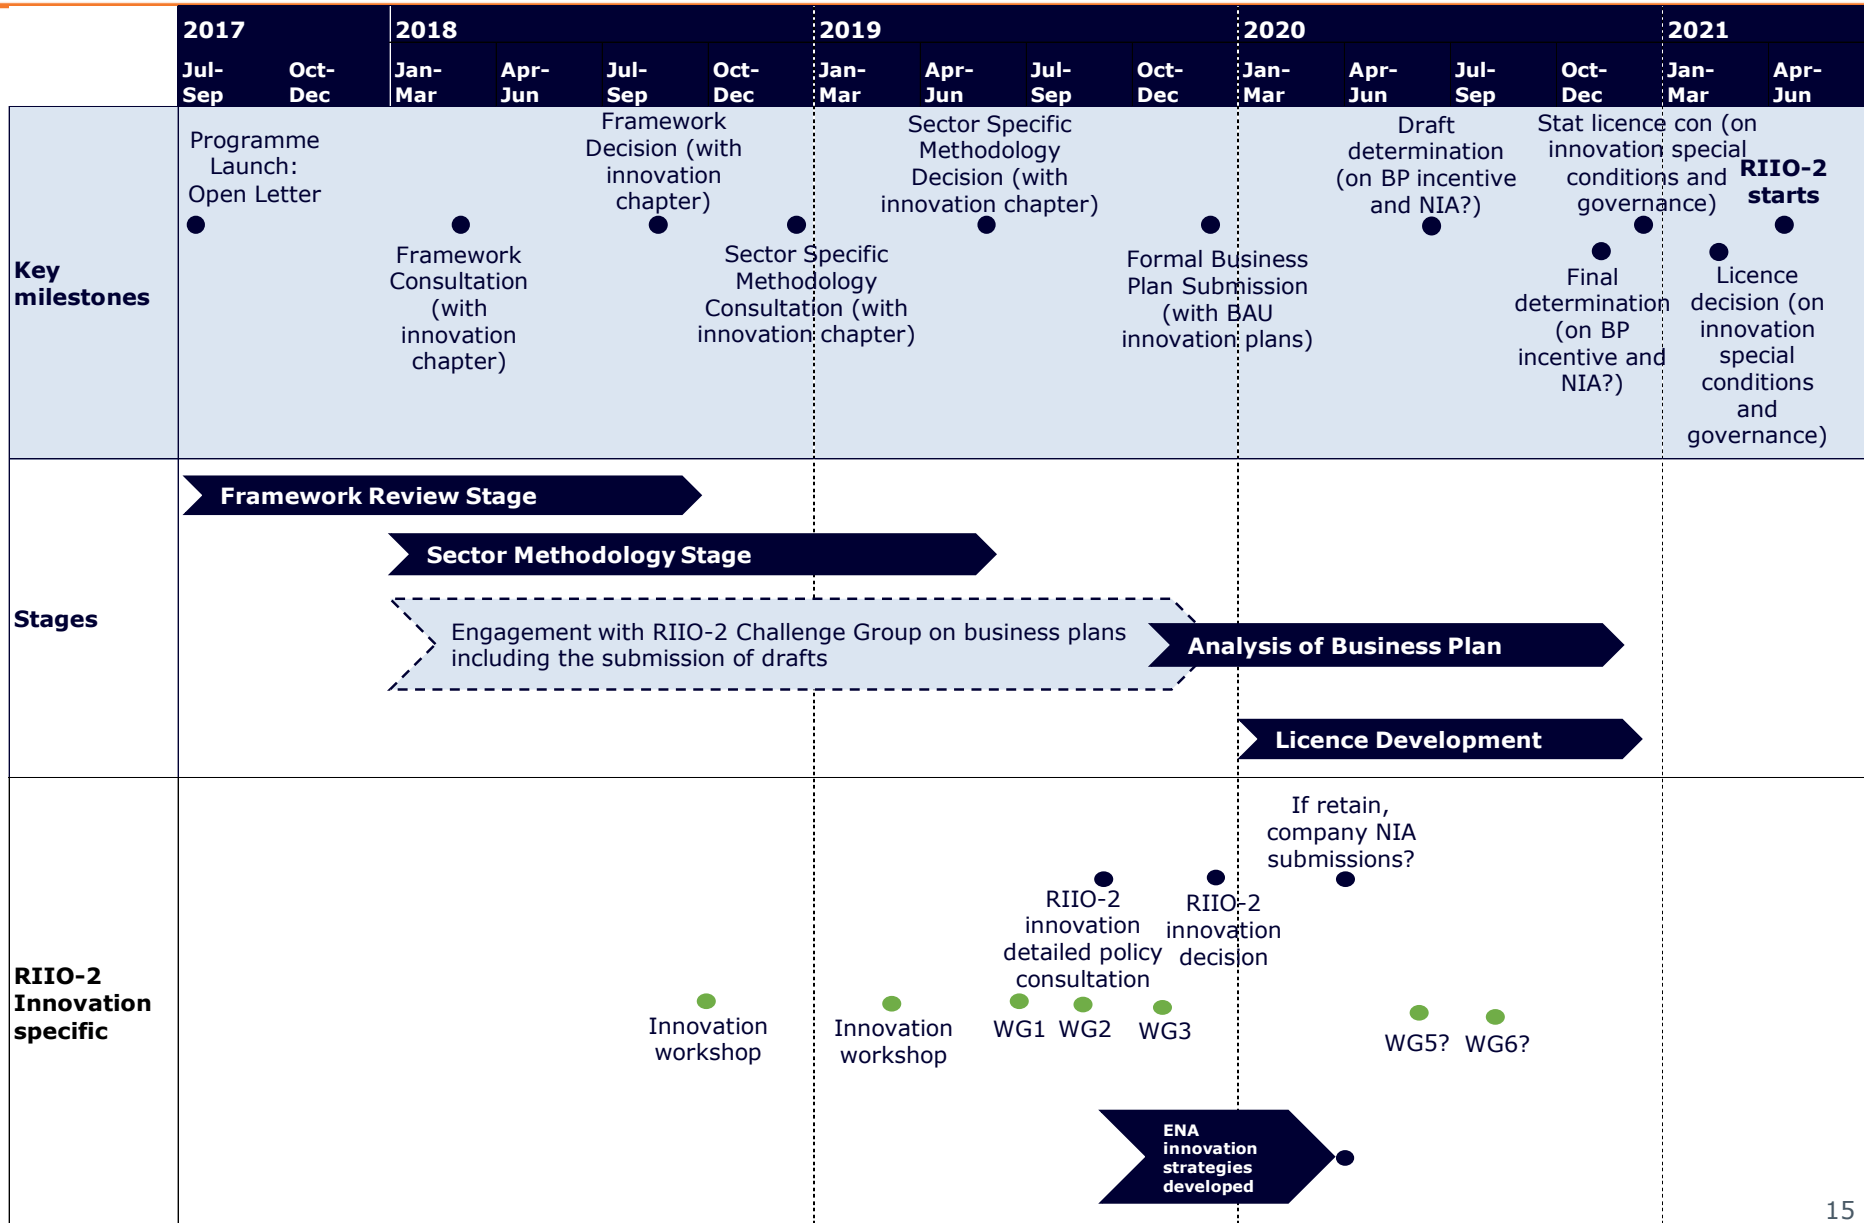 2017
2018
2019
2020
2021
Jul-
Sep
Oct-
Dec
Jan-
Mar
Apr-
Jun
Jul-
Sep
Oct-
Dec
Jan-
Mar
Apr-
Jun
Jul-
Sep
Oct-
Dec
Jan-
Mar
Apr-
Jun
Jul-
Sep
Oct-
Dec
Jan-
Mar
Apr-
Jun
Key
milestones
Programme
Launch:
Open Letter
Framework
Consultation
(with
innovation
chapter)
Framework
Decision (with
innovation
chapter)
Sector Specific
Methodology
Consultation (with
innovation chapter)
Sector Specific
Methodology
Decision (with
innovation chapter)
Formal Business
Plan Submission
(with BAU
innovation plans)
Draft
determination
(on BP incentive
and NIA?)
Final
determination
(on BP
incentive and
NIA?)
Stat licence con (on
innovation special
conditions and
governance)
Licence
decision (on
innovation
special
conditions
and
governance)
RIIO-2
starts
Stages
Framework Review Stage
Sector Methodology Stage
Engagement with RIIO-2 Challenge Group on business plans
including the submission of drafts
Analysis of Business Plan
Licence Development
RIIO-2
Innovation
specific
If retain,
company NIA
submissions?
RIIO-2
innovation
detailed policy
consultation
RIIO-2
innovation
decision
Innovation
workshop
Innovation
workshop
WG1
WG2
WG3
WG5?
WG6?
ENA
innovation
strategies
developed
15